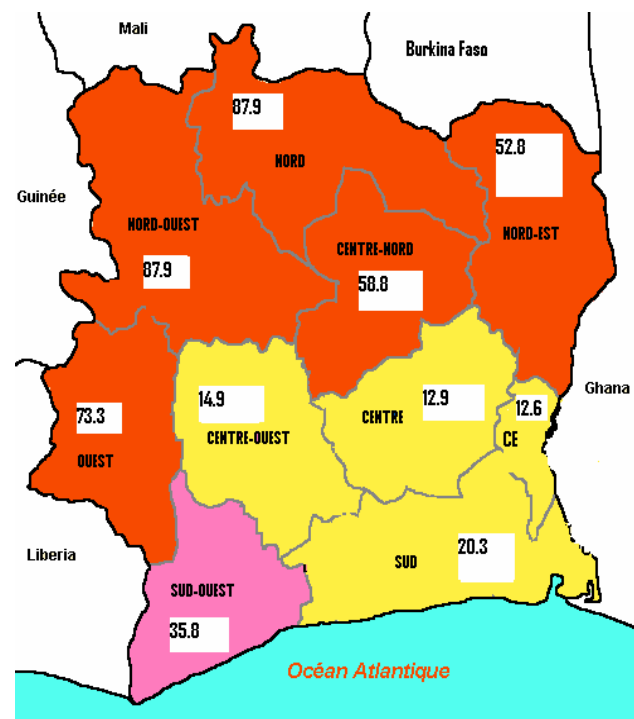 Mali
Burkina Faso
87.9
NORD
52.8
Guinée
NORD-OUEST
NORD-EST
CENTRE-NORD
87.9
58.8
Ghana
14.9
12.9
12.6
73.3
CENTRE
CENTRE-OUEST
CE
OUEST
20.3
Liberia
SUD
SUD-OUEST
35.8
Océan Atlantique